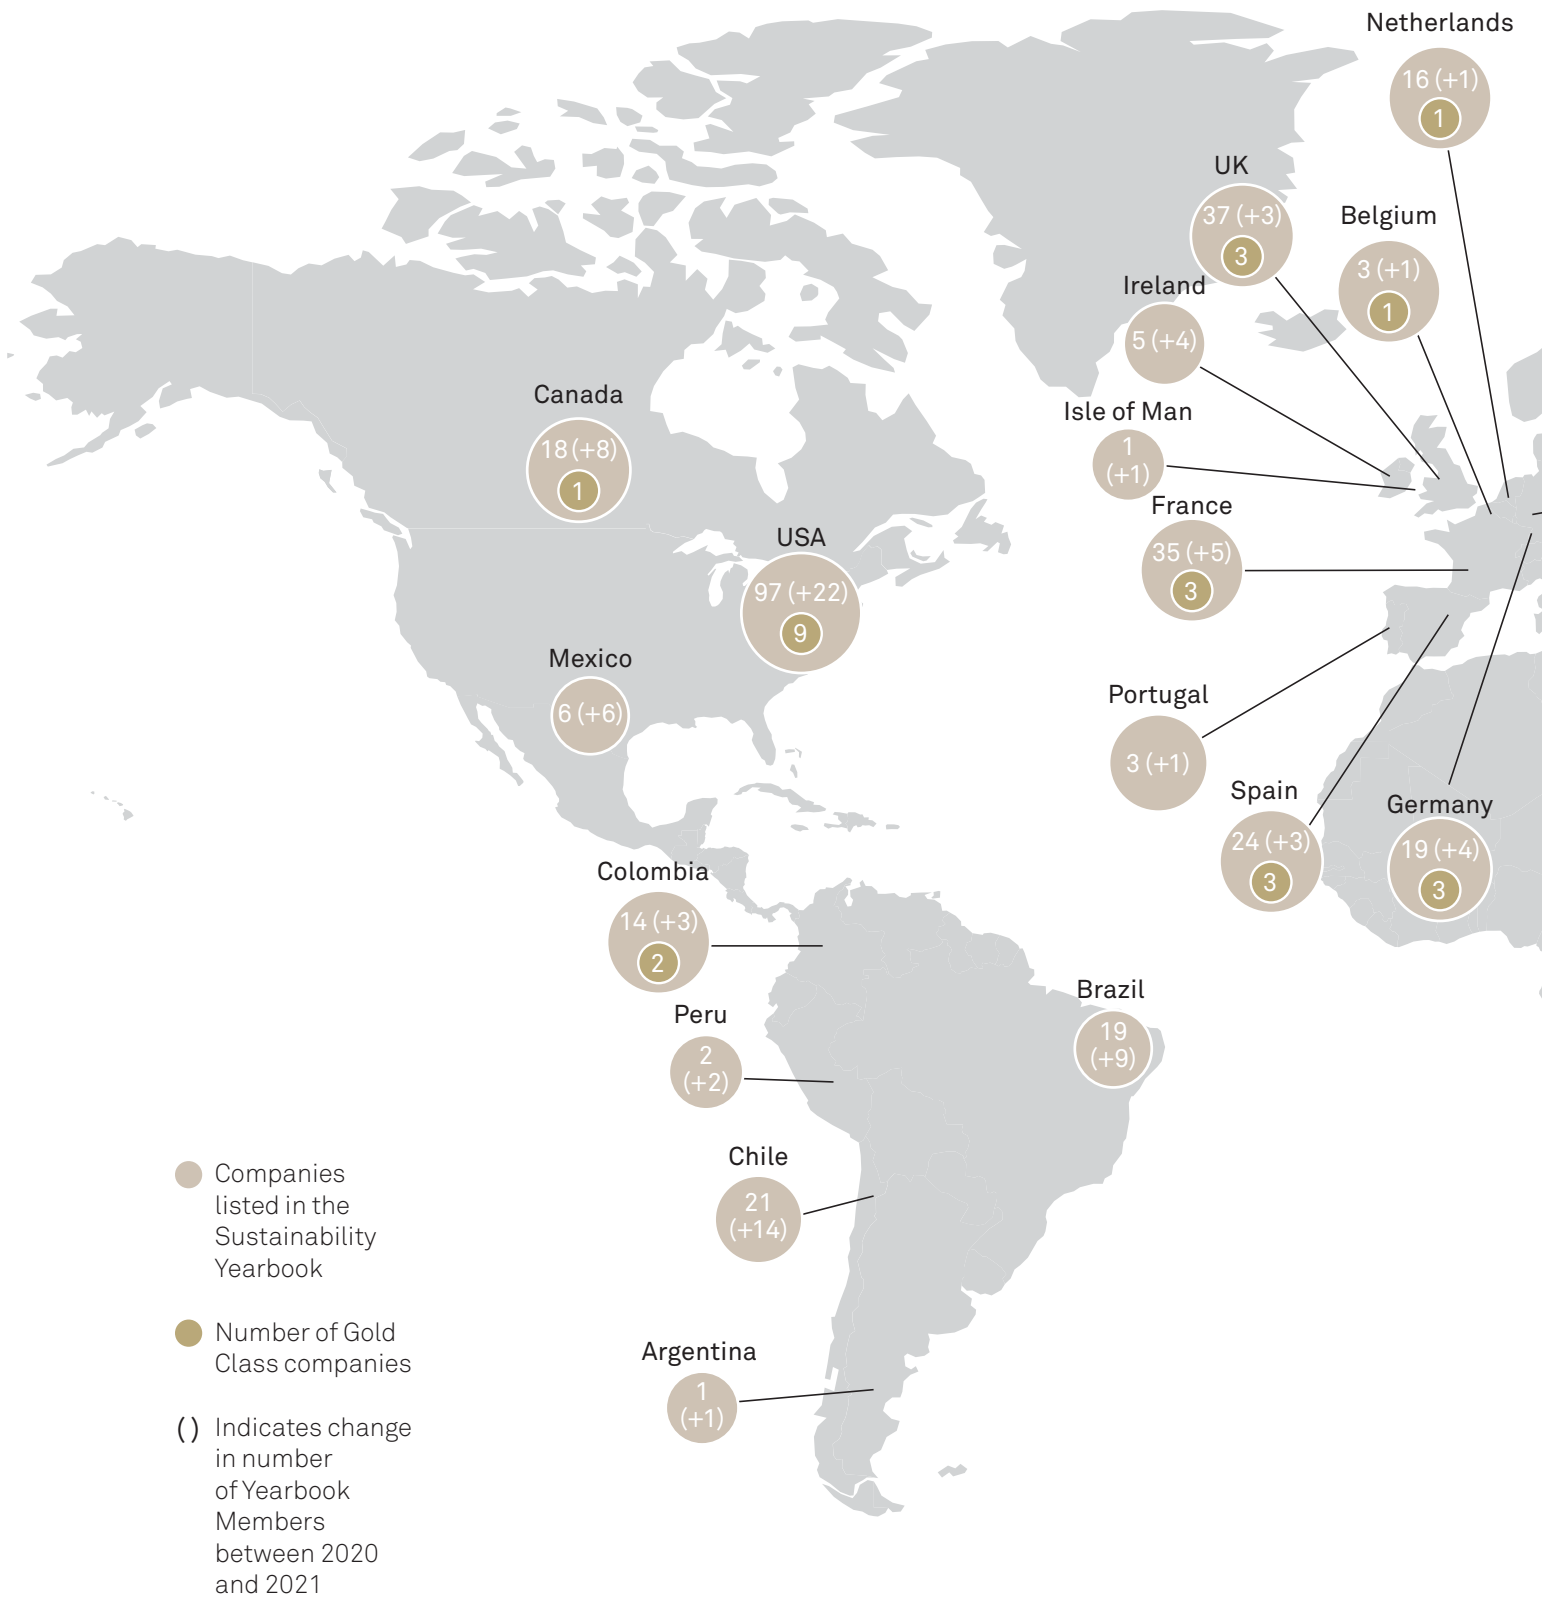 Netherlands
16 (+1)
1
UK
37 (+3)
3
Belgium
3 (+1)
1
Ireland
5 (+4)
Isle of Man
1
(+1)
Canada
18 (+8)
1
France
35 (+5)
3
USA
97 (+22)
9
Mexico
6 (+6)
Portugal
3 (+1)
Spain
24 (+3)
3
Germany
19 (+4)
3
Colombia
14 (+3)
2
Brazil
19
(+9)
Peru
2
(+2)
Chile
21
(+14)
Argentina
1
(+1)
Companies
listed in the
Sustainability
Yearbook
Number of Gold
Class companies
( ) Indicates change
in number
of Yearbook
Members
between 2020
and 2021